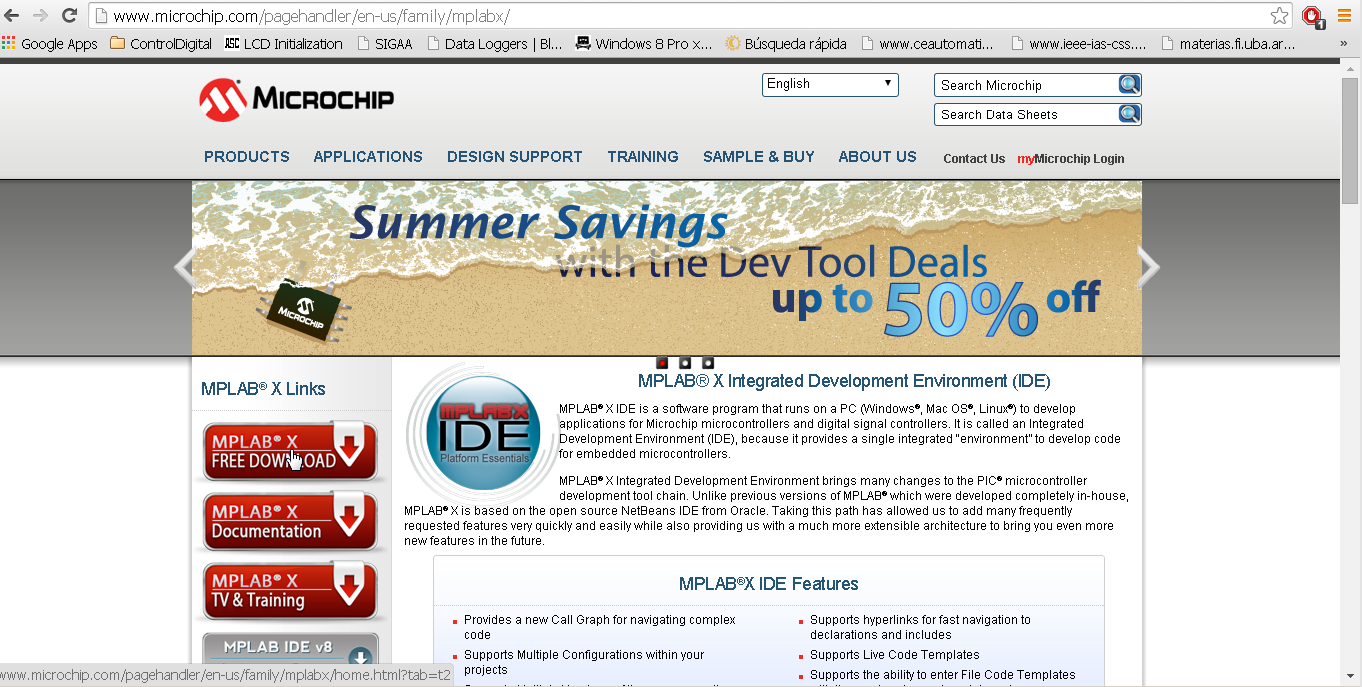 www.microchip.com/pagehandler/en-us/family/mplabx/
1
Google Apps ControlDigital ASC LCD Initialization SIGAA Data Loggers | Bl... Windows 8 Pro x... Búsqueda rápida www.ceautomati... www.ieee-ias-css.... materias.fi.uba.ar... »
MICROCHIP
English
Search Microchip
Search Data Sheets
PRODUCTS APPLICATIONS DESIGN SUPPORT TRAINING SAMPLE & BUY ABOUT US Contact Us myMicrochip Login
Summer Savings
with the Dev Tool Deals
up to 50% off
MICROCHIP
MPLAB® X Links
MPLAB® X
FREE DOWNLOAD
MPLAB® X
Documentation
MPLAB® X
TV & Training
MPLAB IDE v8
MPLABX
IDE
Platform Essentials
MPLAB® X Integrated Development Environment (IDE)
MPLAB® X IDE is a software program that runs on a PC (Windows®, Mac OS®, Linux®) to develop
applications for Microchip microcontrollers and digital signal controllers. It is called an Integrated
Development Environment (IDE), because it provides a single integrated "environment" to develop code
for embedded microcontrollers.
MPLAB® X Integrated Development Environment brings many changes to the PIC® microcontroller
development tool chain. Unlike previous versions of MPLAB® which were developed completely in-house,
MPLAB® X is based on the open source NetBeans IDE from Oracle. Taking this path has allowed us to add many frequently
requested features very quickly and easily while also providing us with a much more extensible architecture to bring you even more
new features in the future.
MPLAB®X IDE Features
Provides a new Call Graph for navigating complex
code
Supports Multiple Configurations within your
projects
Supports hyperlinks for fast navigation to
declarations and includes
Supports Live Code Templates
Supports the ability to enter File Code Templates
www.microchip.com/pagehandler/en-us/family/mplabx/home.html?tab=t2